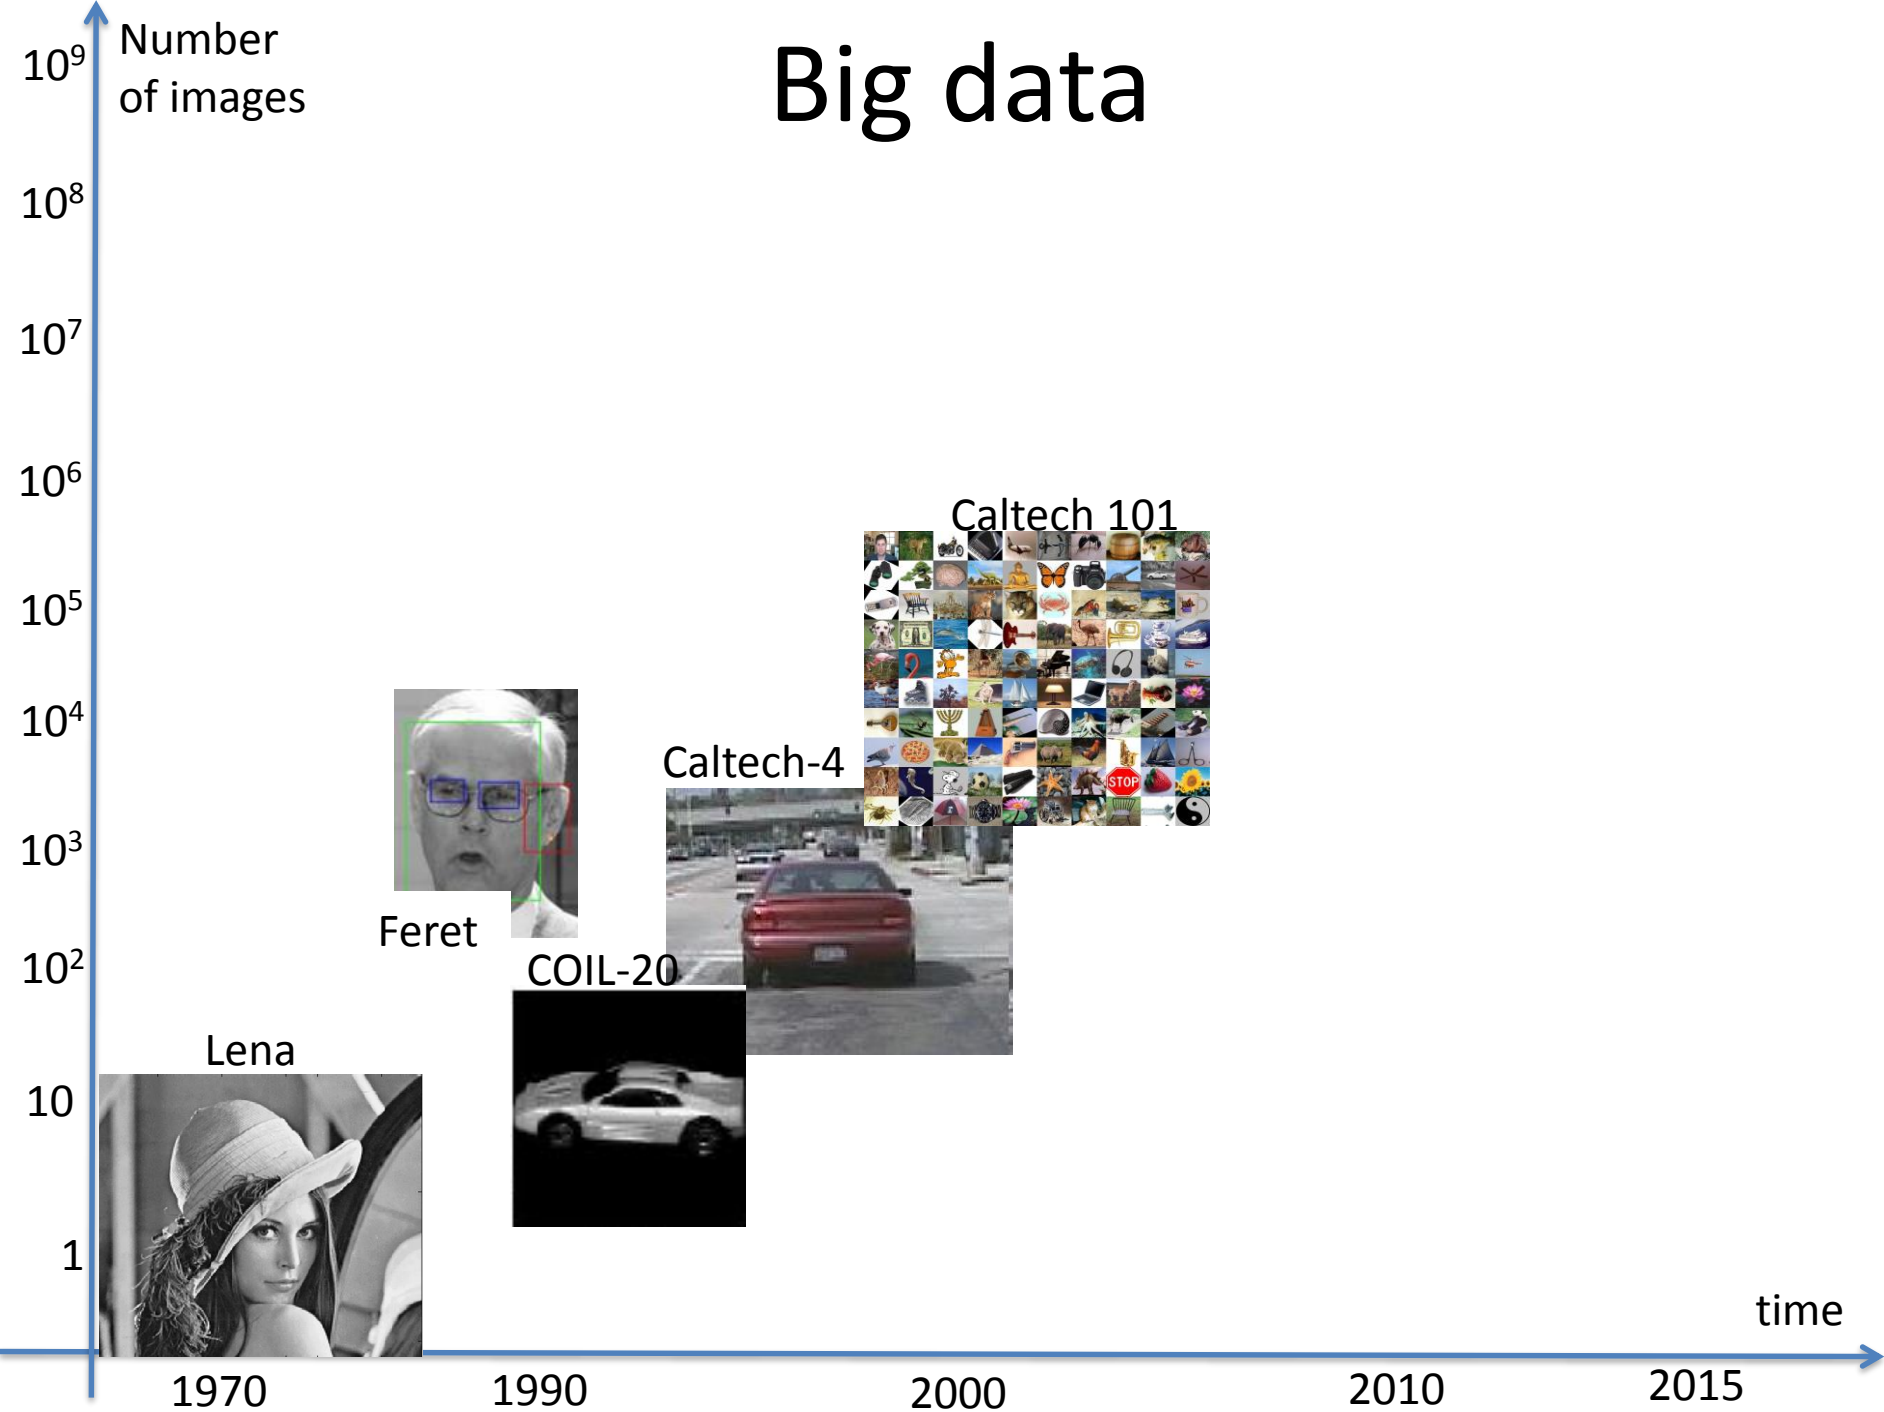 Big data
Number
of images
10⁹
10⁸
10⁷
10⁶
10⁵
10⁴
10³
10²
10
1
Caltech 101
STOP
Caltech-4
Feret
COIL-20
Lena
time
1970
1990
2000
2010
2015